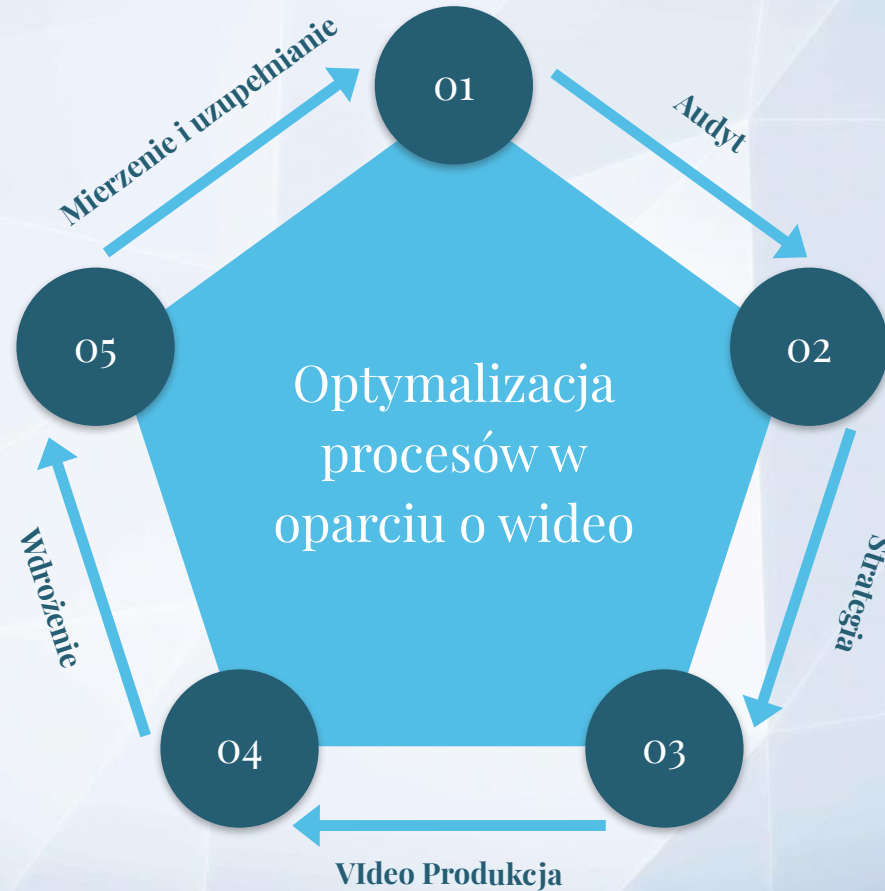 01
Audyt
02
Strategia
03
VIdeo Produkcja
04
Wdrożenie
05
Mierzenie i uzupełnianie
Optymalizacja
procesów w
oparciu o wideo